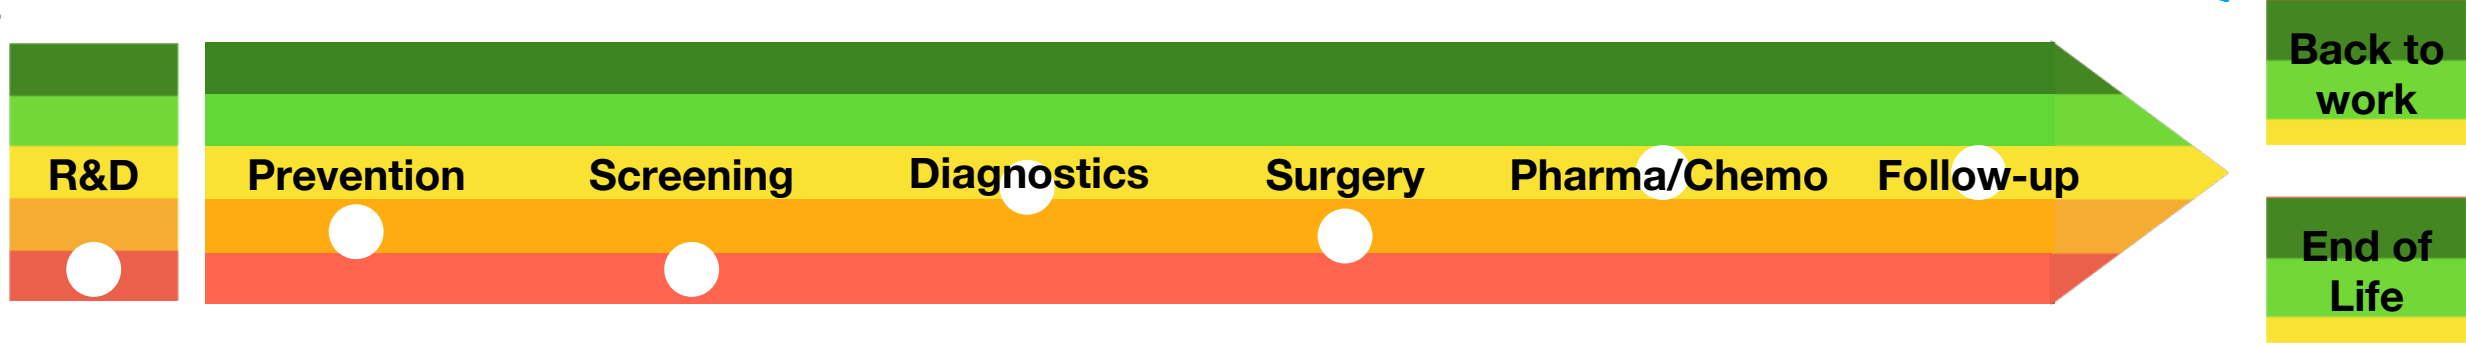 R&D
Prevention
Screening
Diagnostics
Surgery
Pharma/Chemo
Follow-up
Back to
work
End of
Life